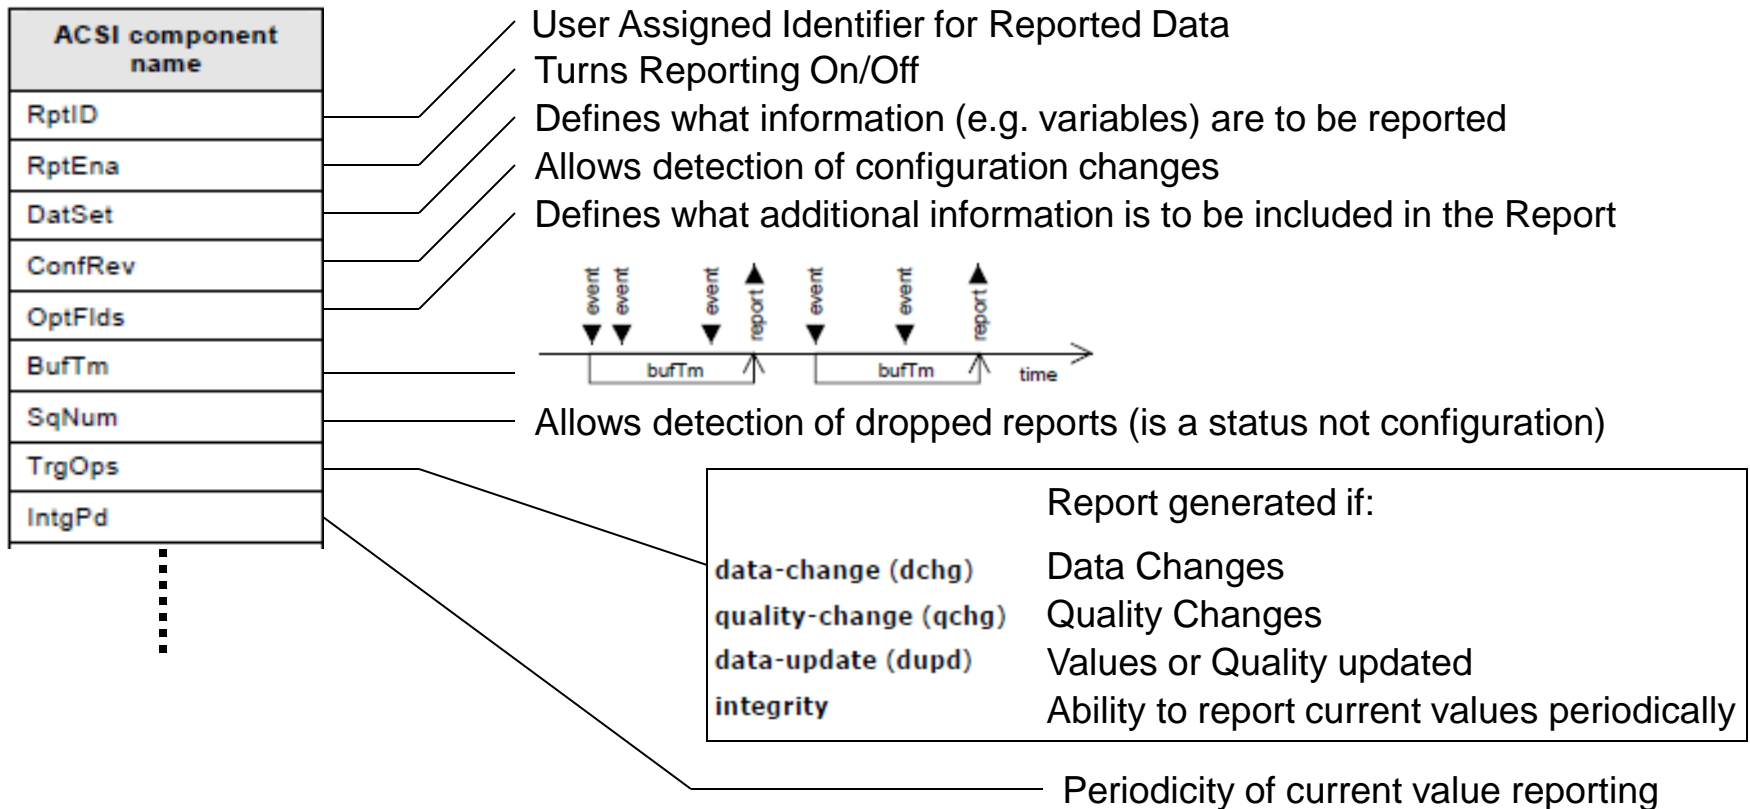 ACSI component
name
RptID
RptEna
DatSet
ConfRev
OptFlds
BufTm
SqNum
TrgOps
IntgPd
User Assigned Identifier for Reported Data
Turns Reporting On/Off
Defines what information (e.g. variables) are to be reported
Allows detection of configuration changes
Defines what additional information is to be included in the Report
event
event
event
report
event
event
report
bufTm
bufTm
time
Allows detection of dropped reports (is a status not configuration)
Report generated if:
data-change (dchg) Data Changes
quality-change (qchg) Quality Changes
data-update (dupd) Values or Quality updated
integrity Ability to report current values periodically
Periodicity of current value reporting